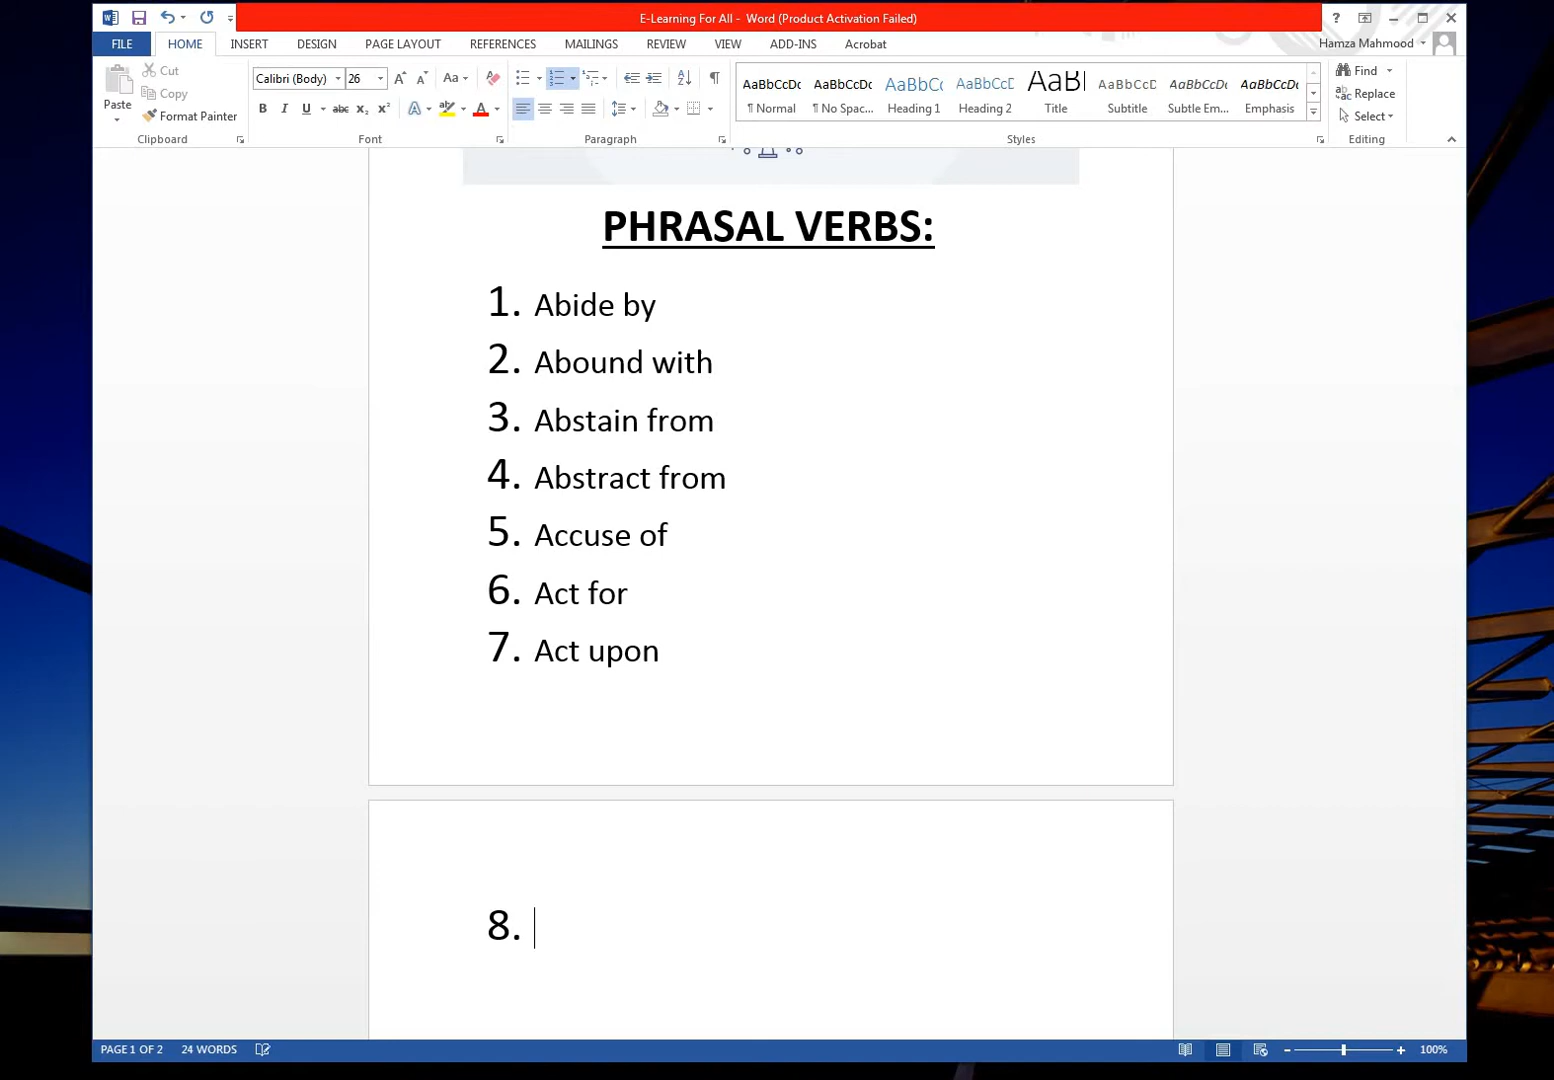 E-Learning For All - Word (Product Activation Failed)
FILE HOME INSERT DESIGN PAGE LAYOUT REFERENCES MAILINGS REVIEW VIEW ADD-INS Acrobat Hamza Mahmood
Paste
Cut
Copy
Format Painter
Clipboard
Calibri (Body) 26
Font
Paragraph
AaBbCcDc AaBbCcDc AaBbCc AaBbCcD AaBl AaBbCcD AaBbCcDc AaBbCcDc
¶ Normal ¶ No Spac... Heading 1 Heading 2 Title Subtitle Subtle Em... Emphasis
Styles
Find
Replace
Select
Editing
PHRASAL VERBS:
1. Abide by
2. Abound with
3. Abstain from
4. Abstract from
5. Accuse of
6. Act for
7. Act upon
8.
PAGE 1 OF 2 24 WORDS 100%